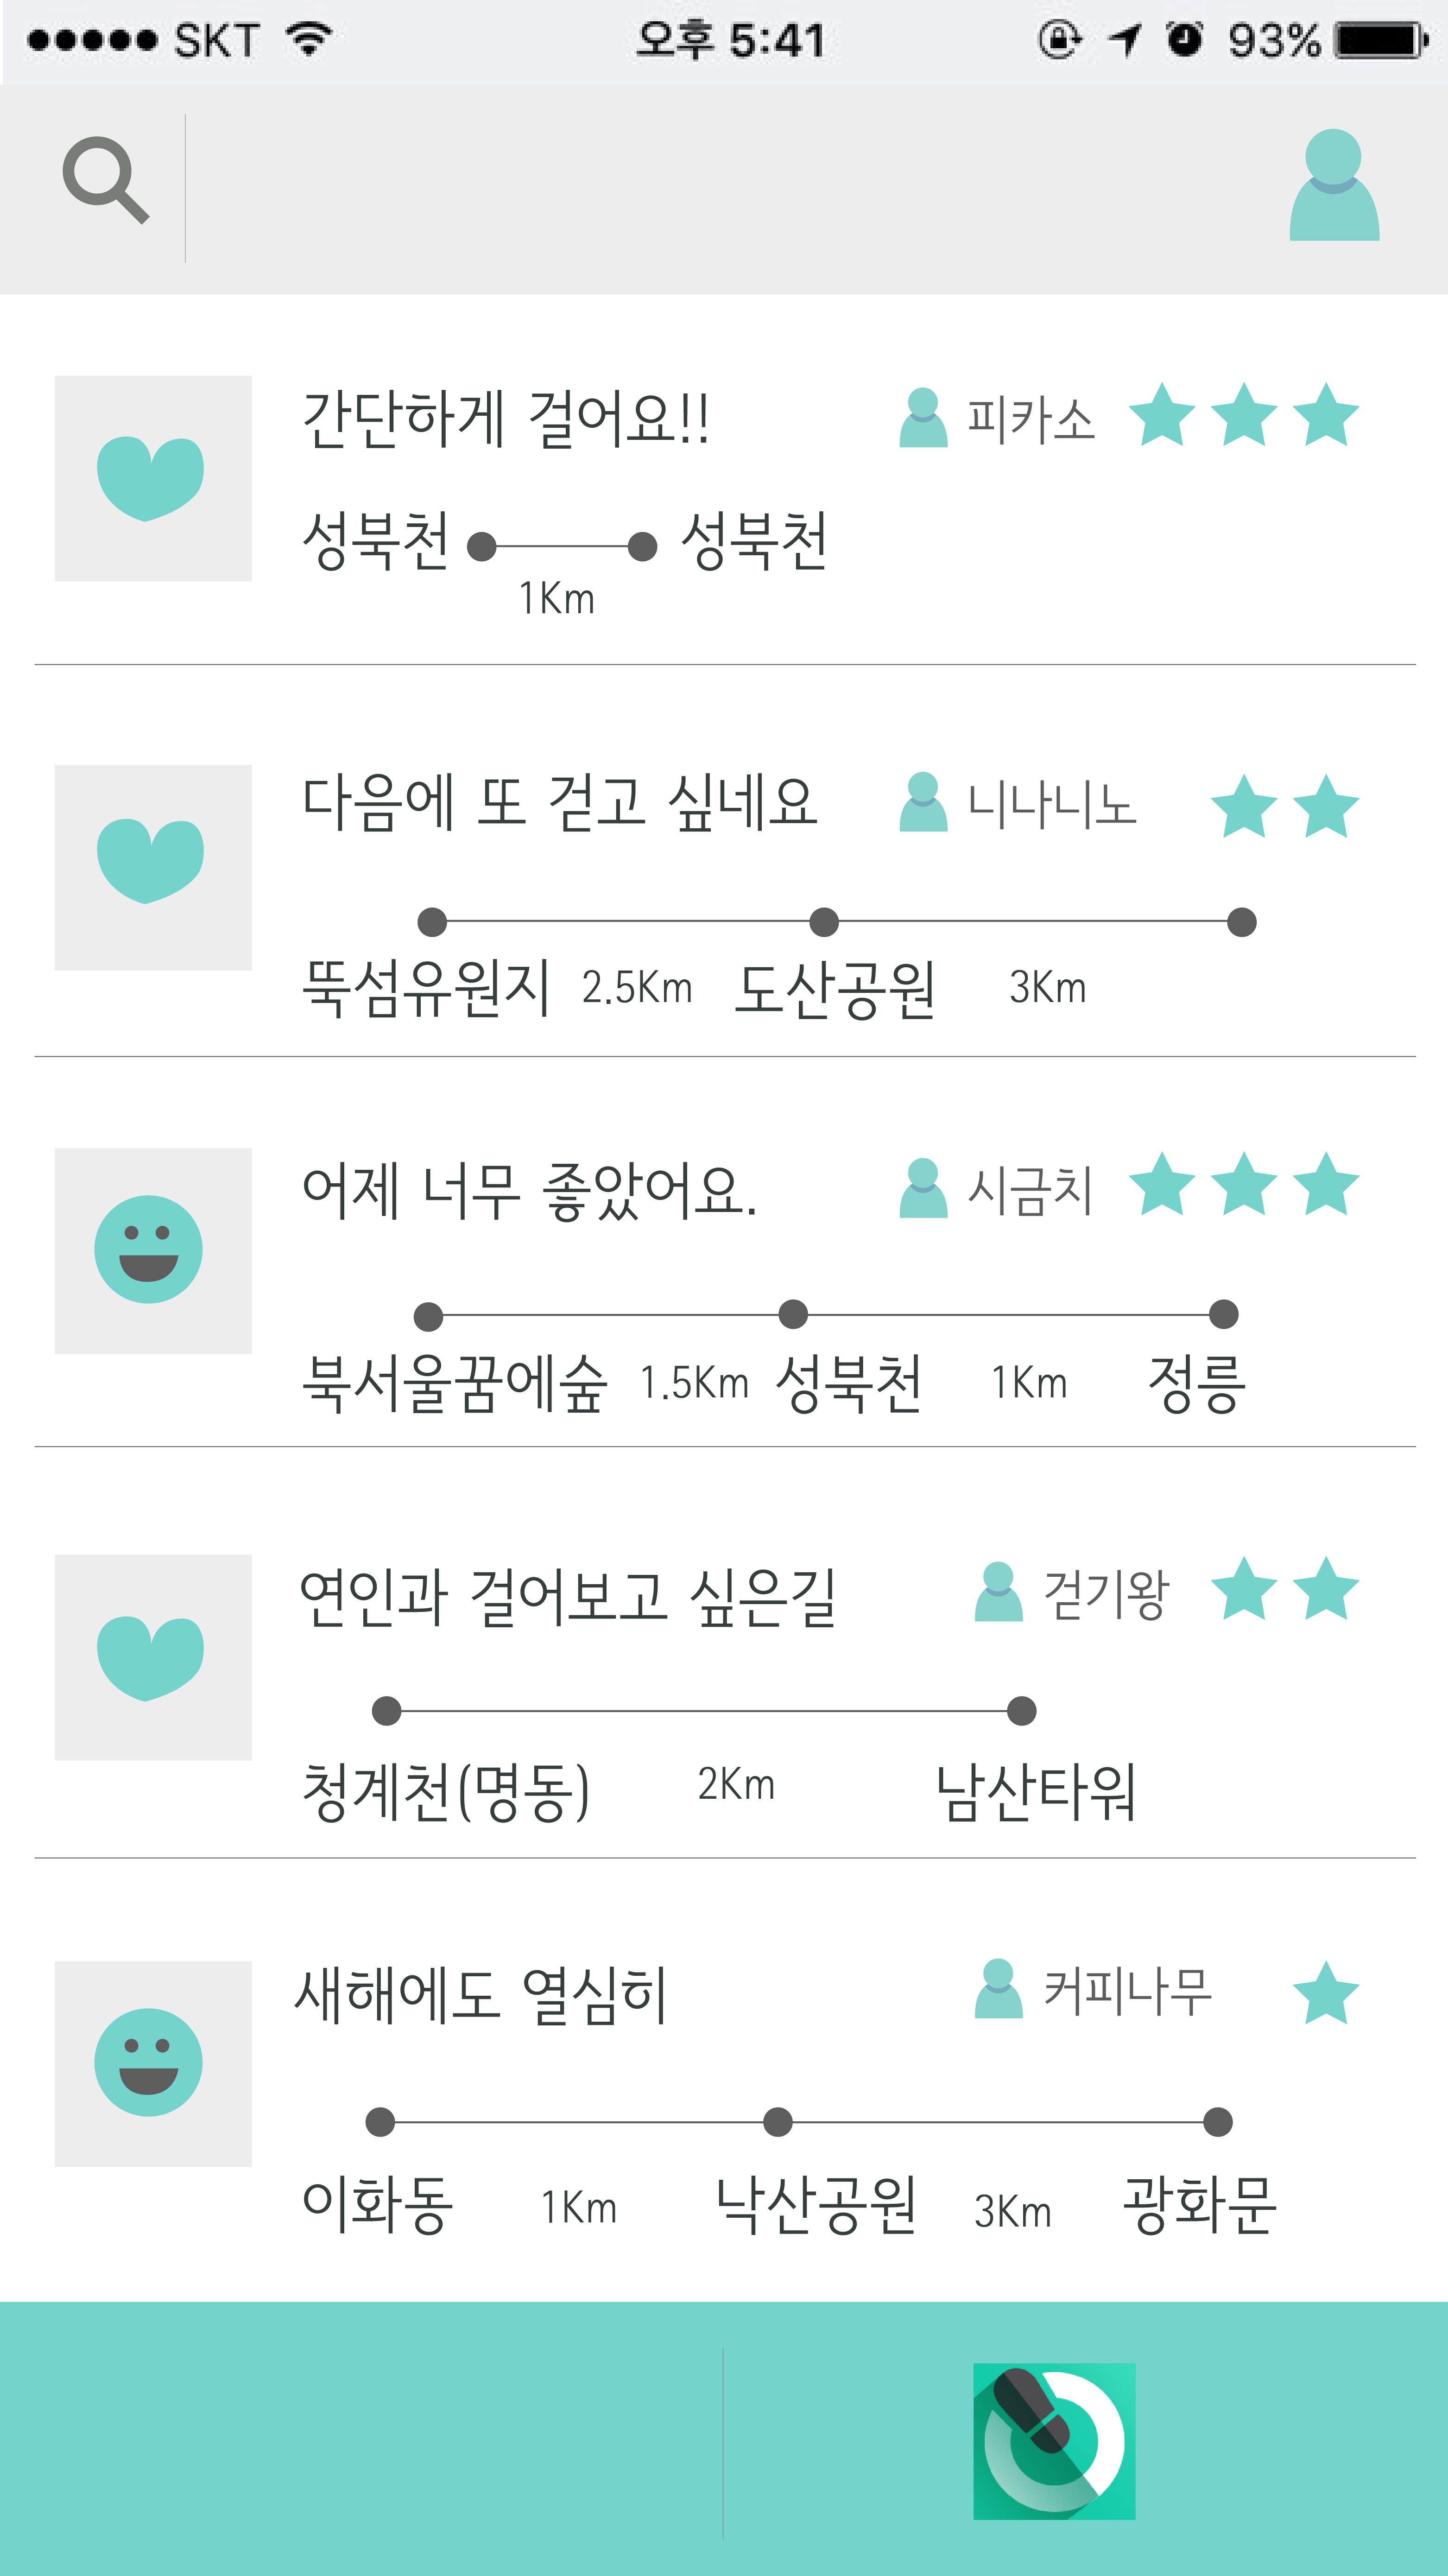 SKT 오후 5:41 93%
간단하게 걸어요!! 피카소
성북천 성북천
1Km
다음에 또 걷고 싶네요 니나니노
뚝섬유원지 2.5Km 도산공원 3Km
어제 너무 좋았어요. 시금치
북서울꿈에숲 1.5Km 성북천 1Km 정릉
연인과 걸어보고 싶은길 걷기왕
청계천(명동) 2Km 남산타워
새해에도 열심히 커피나무
이화동 1Km 낙산공원 3Km 광화문